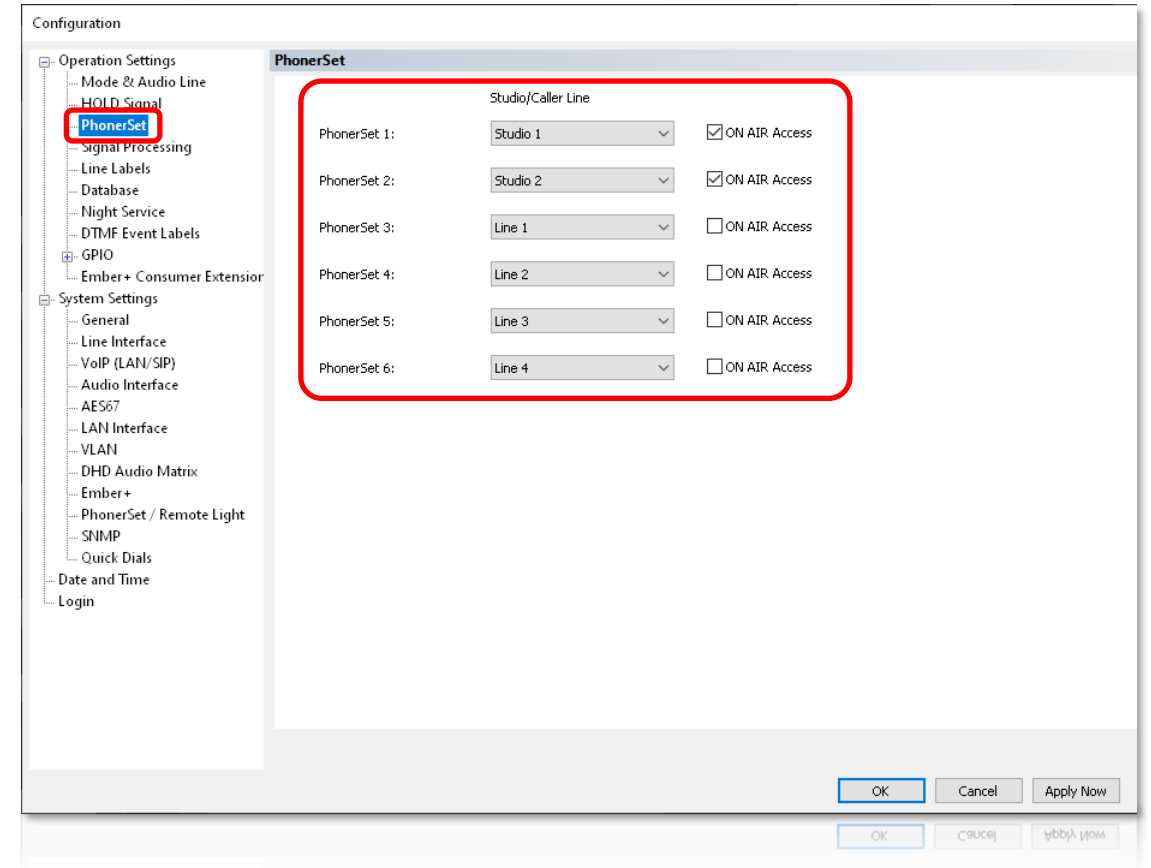 Configuration
Operation Settings
Mode & Audio Line
HOLD Signal
PhonerSet
Signal Processing
Line Labels
Database
Night Service
DTMF Event Labels
GPIO
Ember+ Consumer Extension
System Settings
General
Line Interface
VoIP (LAN/SIP)
Audio Interface
AES67
LAN Interface
VLAN
DHD Audio Matrix
Ember+
PhonerSet / Remote Light
SNMP
Quick Dials
Date and Time
Login
PhonerSet
Studio/Caller Line
PhonerSet 1: Studio 1 ON AIR Access
PhonerSet 2: Studio 2 ON AIR Access
PhonerSet 3: Line 1 ON AIR Access
PhonerSet 4: Line 2 ON AIR Access
PhonerSet 5: Line 3 ON AIR Access
PhonerSet 6: Line 4 ON AIR Access
OK Cancel Apply Now